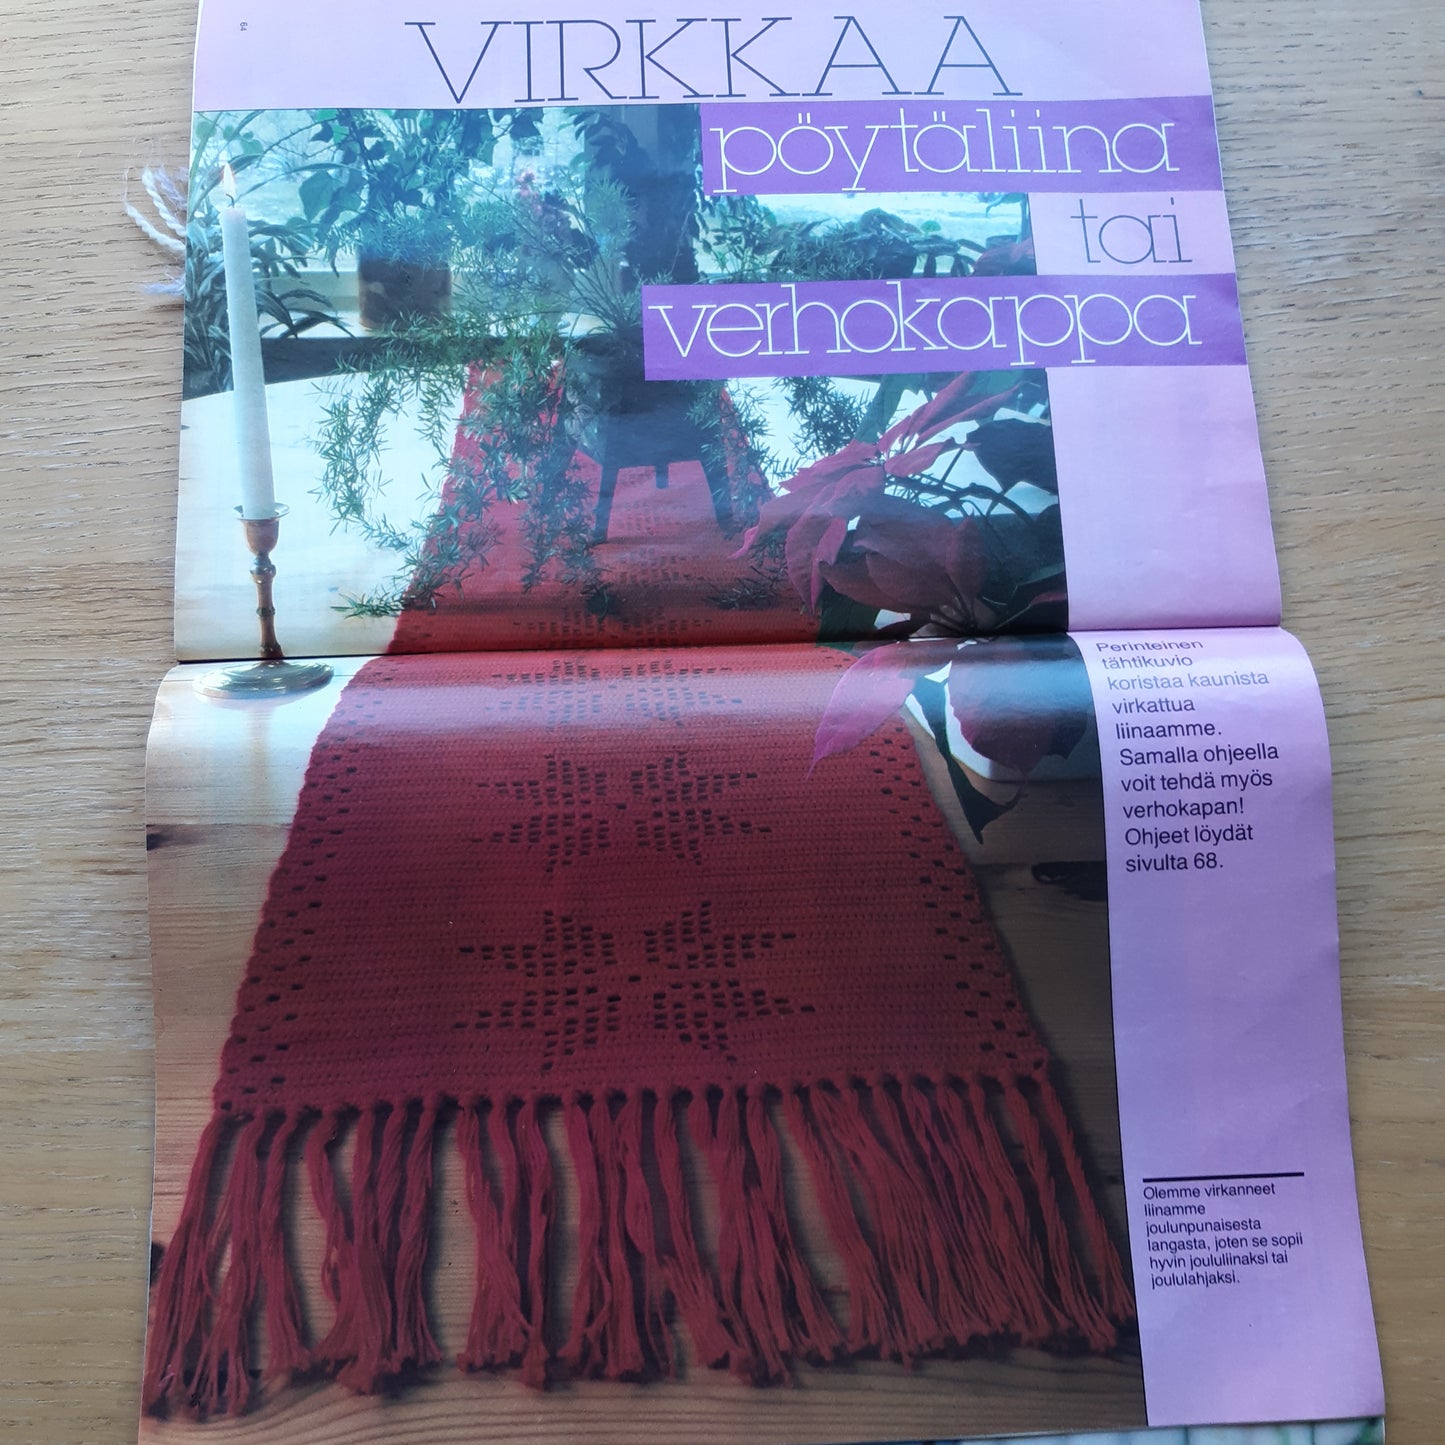 64
VIRKKAA
pöytäliina
tai
verhokappa
Perinteinen
tähtikuvio
koristaa kaunista
virkattua
liinaamme.
Samalla ohjeella
voit tehdä myös
verhokapan!
Ohjeet löydät
sivulta 68.
Olemme virkanneet
liinamme
joulunpunaisesta
langasta, joten se sopii
hyvin joululiinaksi tai
joululahjaksi.